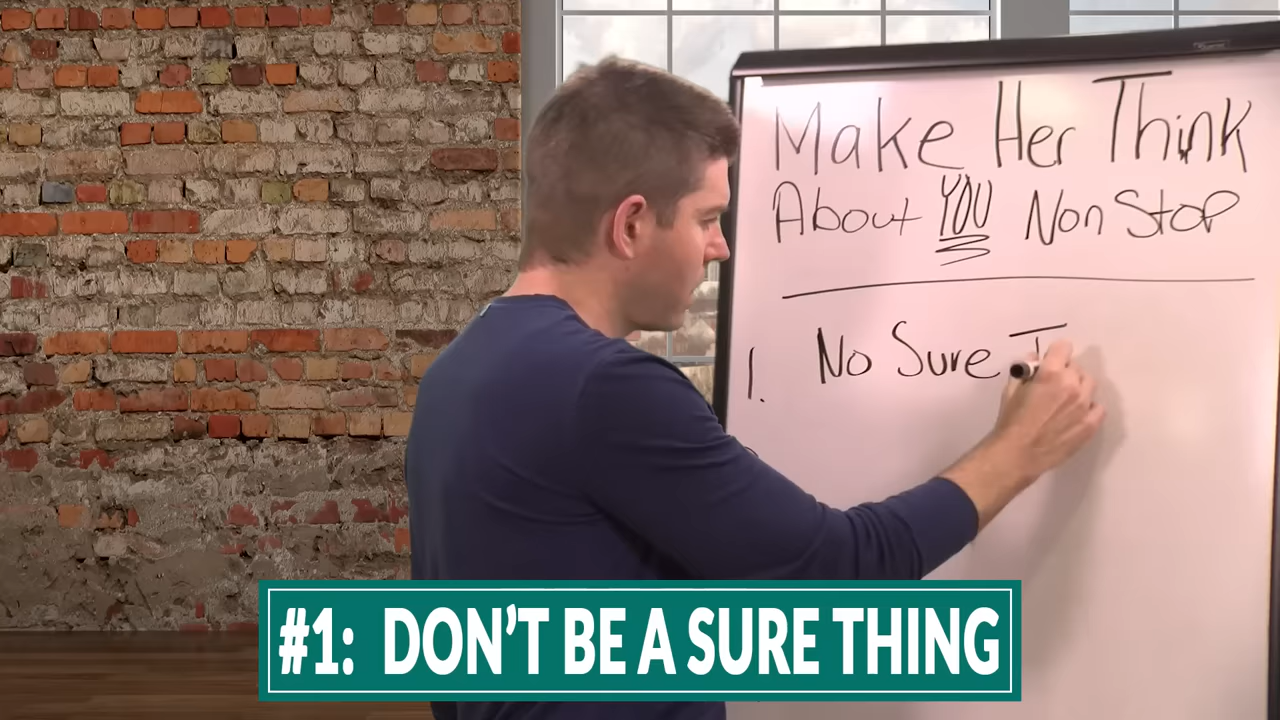 Make Her Think
About YOU Non Stop
1. No Sure T
#1: DON'T BE A SURE THING